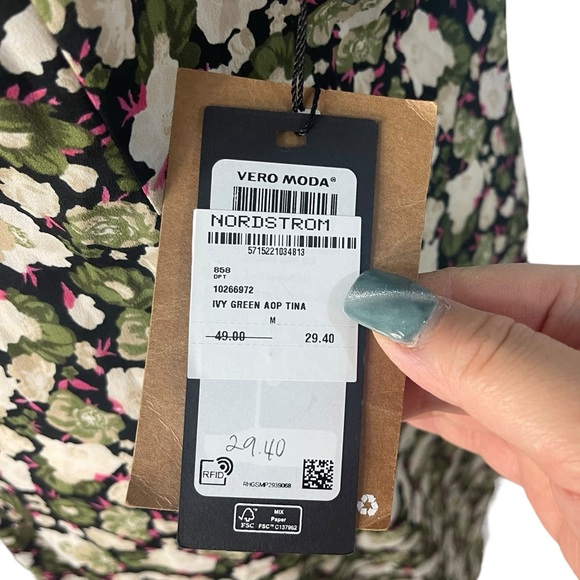 VERO MODA®
NORDSTROM
5715221034813
858
DPT
10266972
IVY GREEN AOP TINA
M
49.00 29.40
29.40
RFID
RHGSMP2939068
FSC
MIX
Paper
FSC™ C137962